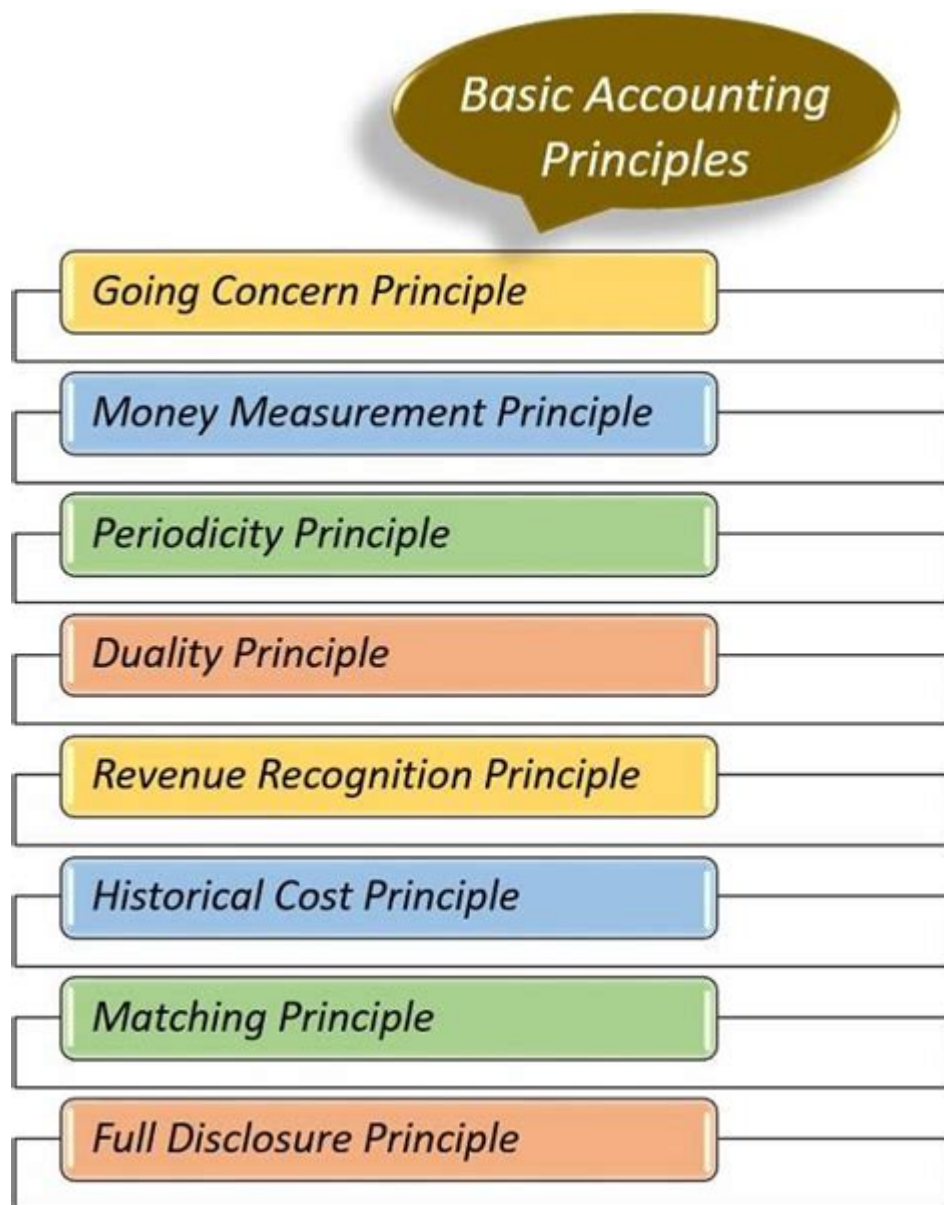 Basic Accounting
Principles
Going Concern Principle
Money Measurement Principle
Periodicity Principle
Duality Principle
Revenue Recognition Principle
Historical Cost Principle
Matching Principle
Full Disclosure Principle